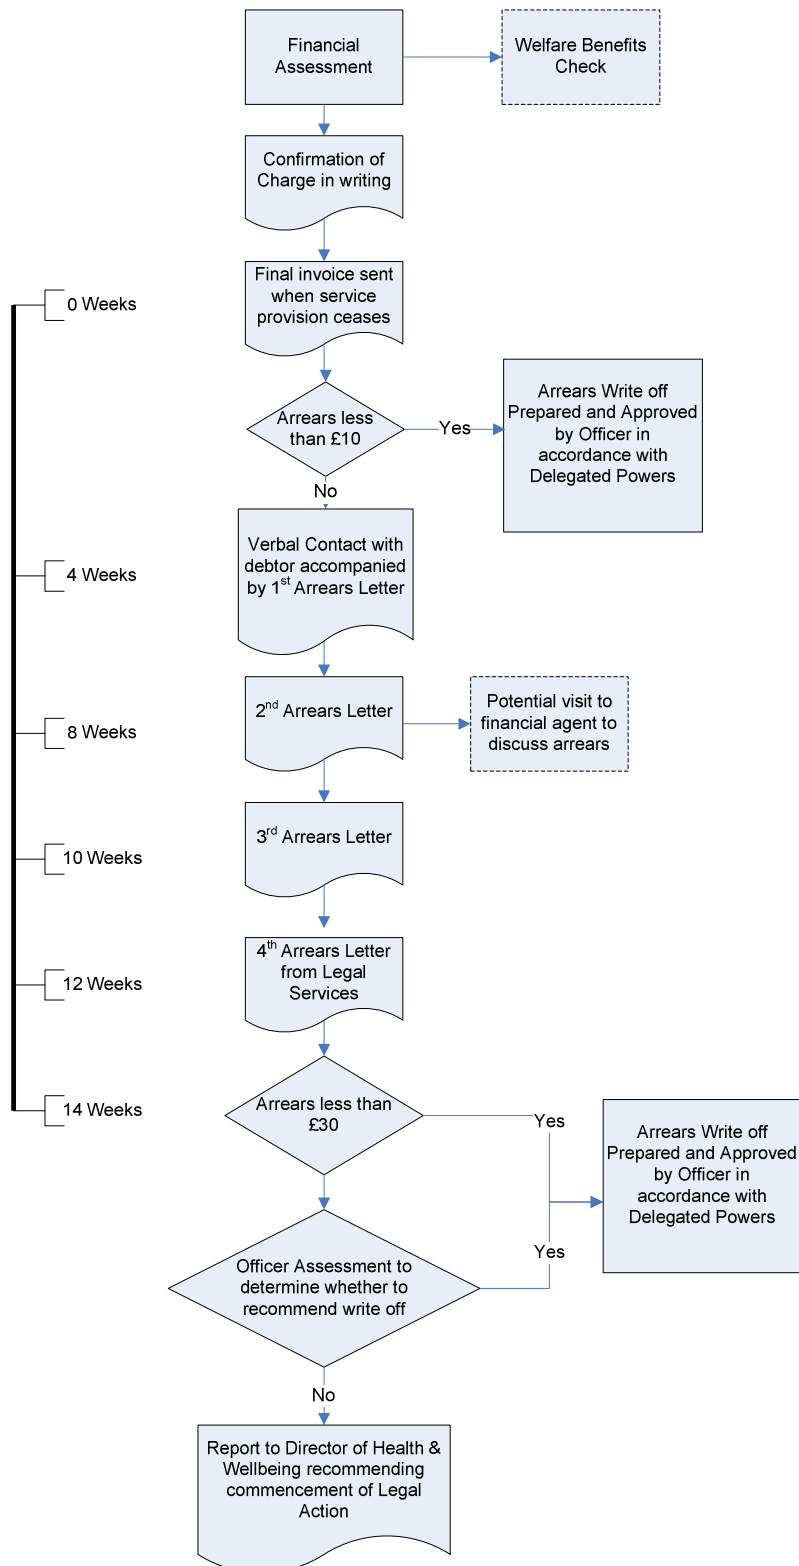 Financial
Assessment
Welfare Benefits
Check
Confirmation of
Charge in writing
Final invoice sent
when service
provision ceases
0 Weeks
Arrears less
than £10
Yes
Arrears Write off
Prepared and Approved
by Officer in
accordance with
Delegated Powers
No
Verbal Contact with
debtor accompanied
by 1st Arrears Letter
4 Weeks
2nd Arrears Letter
Potential visit to
financial agent to
discuss arrears
8 Weeks
3rd Arrears Letter
10 Weeks
4th Arrears Letter
from Legal
Services
12 Weeks
Arrears less than
£30
14 Weeks
Yes
Arrears Write off
Prepared and Approved
by Officer in
accordance with
Delegated Powers
Officer Assessment to
determine whether to
recommend write off
Yes
No
Report to Director of Health &
Wellbeing recommending
commencement of Legal
Action